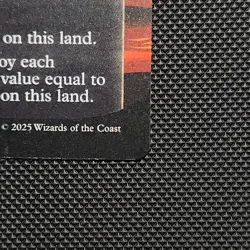 on this land.
oy each
value equal to
on this land.
© 2025 Wizards of the Coast